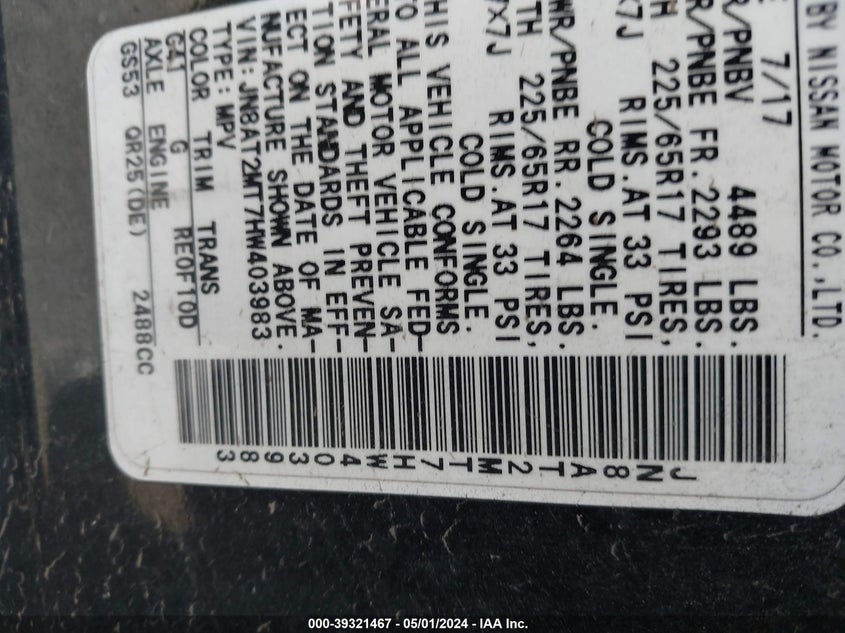 BY NISSAN MOTOR CO.,LTD.
7/17
R/PNBV 4489 LBS.
R/PNBE FR. 2293 LBS.
TH 225/65R17 TIRES,
X7J RIMS.AT 33 PSI
COLD SINGLE.
WR/PNBE RR. 2264 LBS.
TH 225/65R17 TIRES,
7X7J RIMS.AT 33 PSI
COLD SINGLE.
HIS VEHICLE CONFORMS
TO ALL APPLICABLE FED-
ERAL MOTOR VEHICLE SA-
FETY AND THEFT PREVEN-
TION STANDARDS IN EFF-
ECT ON THE DATE OF MA-
NUFACTURE SHOWN ABOVE.
VIN:JN8AT2MT7HW403983
TYPE:MPV
COLOR TRIM TRANS
G REOF10D
AXLE ENGINE
GS53 QR25(DE) 2488CC
JN8AT2MT7HW403983
000-39321467 - 05/01/2024 - IAA Inc.